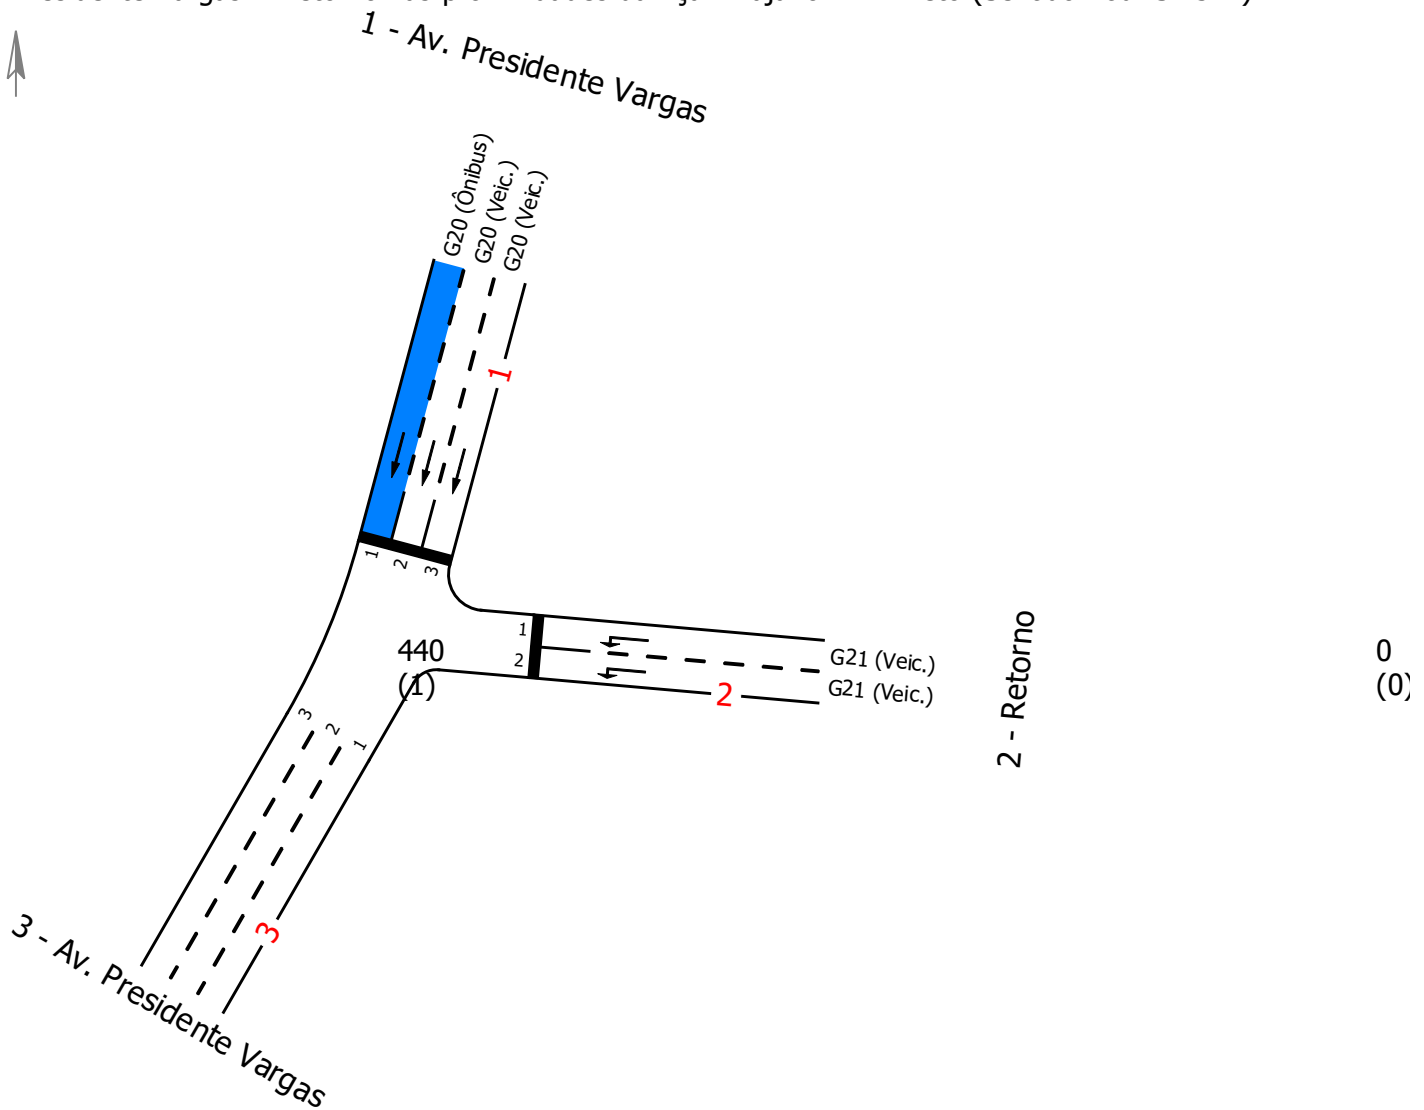 1 - Av. Presidente Vargas
G20 (Ônibus)
G20 (Veic.)
G20 (Veic.)
1
1
2
3
1
2
G21 (Veic.)
G21 (Veic.)
2
2 - Retorno
440
(1)
0
(0)
3
2
1
3
3 - Av. Presidente Vargas